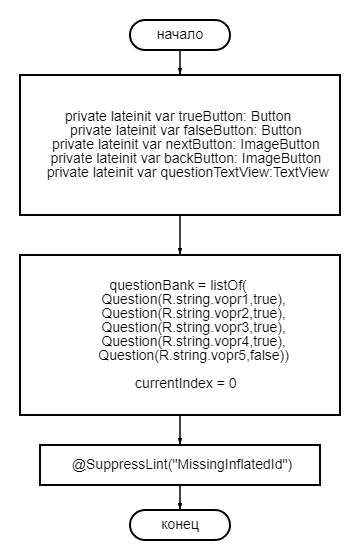 начало
private lateinit var trueButton: Button
private lateinit var falseButton: Button
private lateinit var nextButton: ImageButton
private lateinit var backButton: ImageButton
private lateinit var questionTextView:TextView
questionBank = listOf(
Question(R.string.vopr1,true),
Question(R.string.vopr2,true),
Question(R.string.vopr3,true),
Question(R.string.vopr4,true),
Question(R.string.vopr5,false))
currentIndex = 0
@SuppressLint("MissingInflatedId")
конец